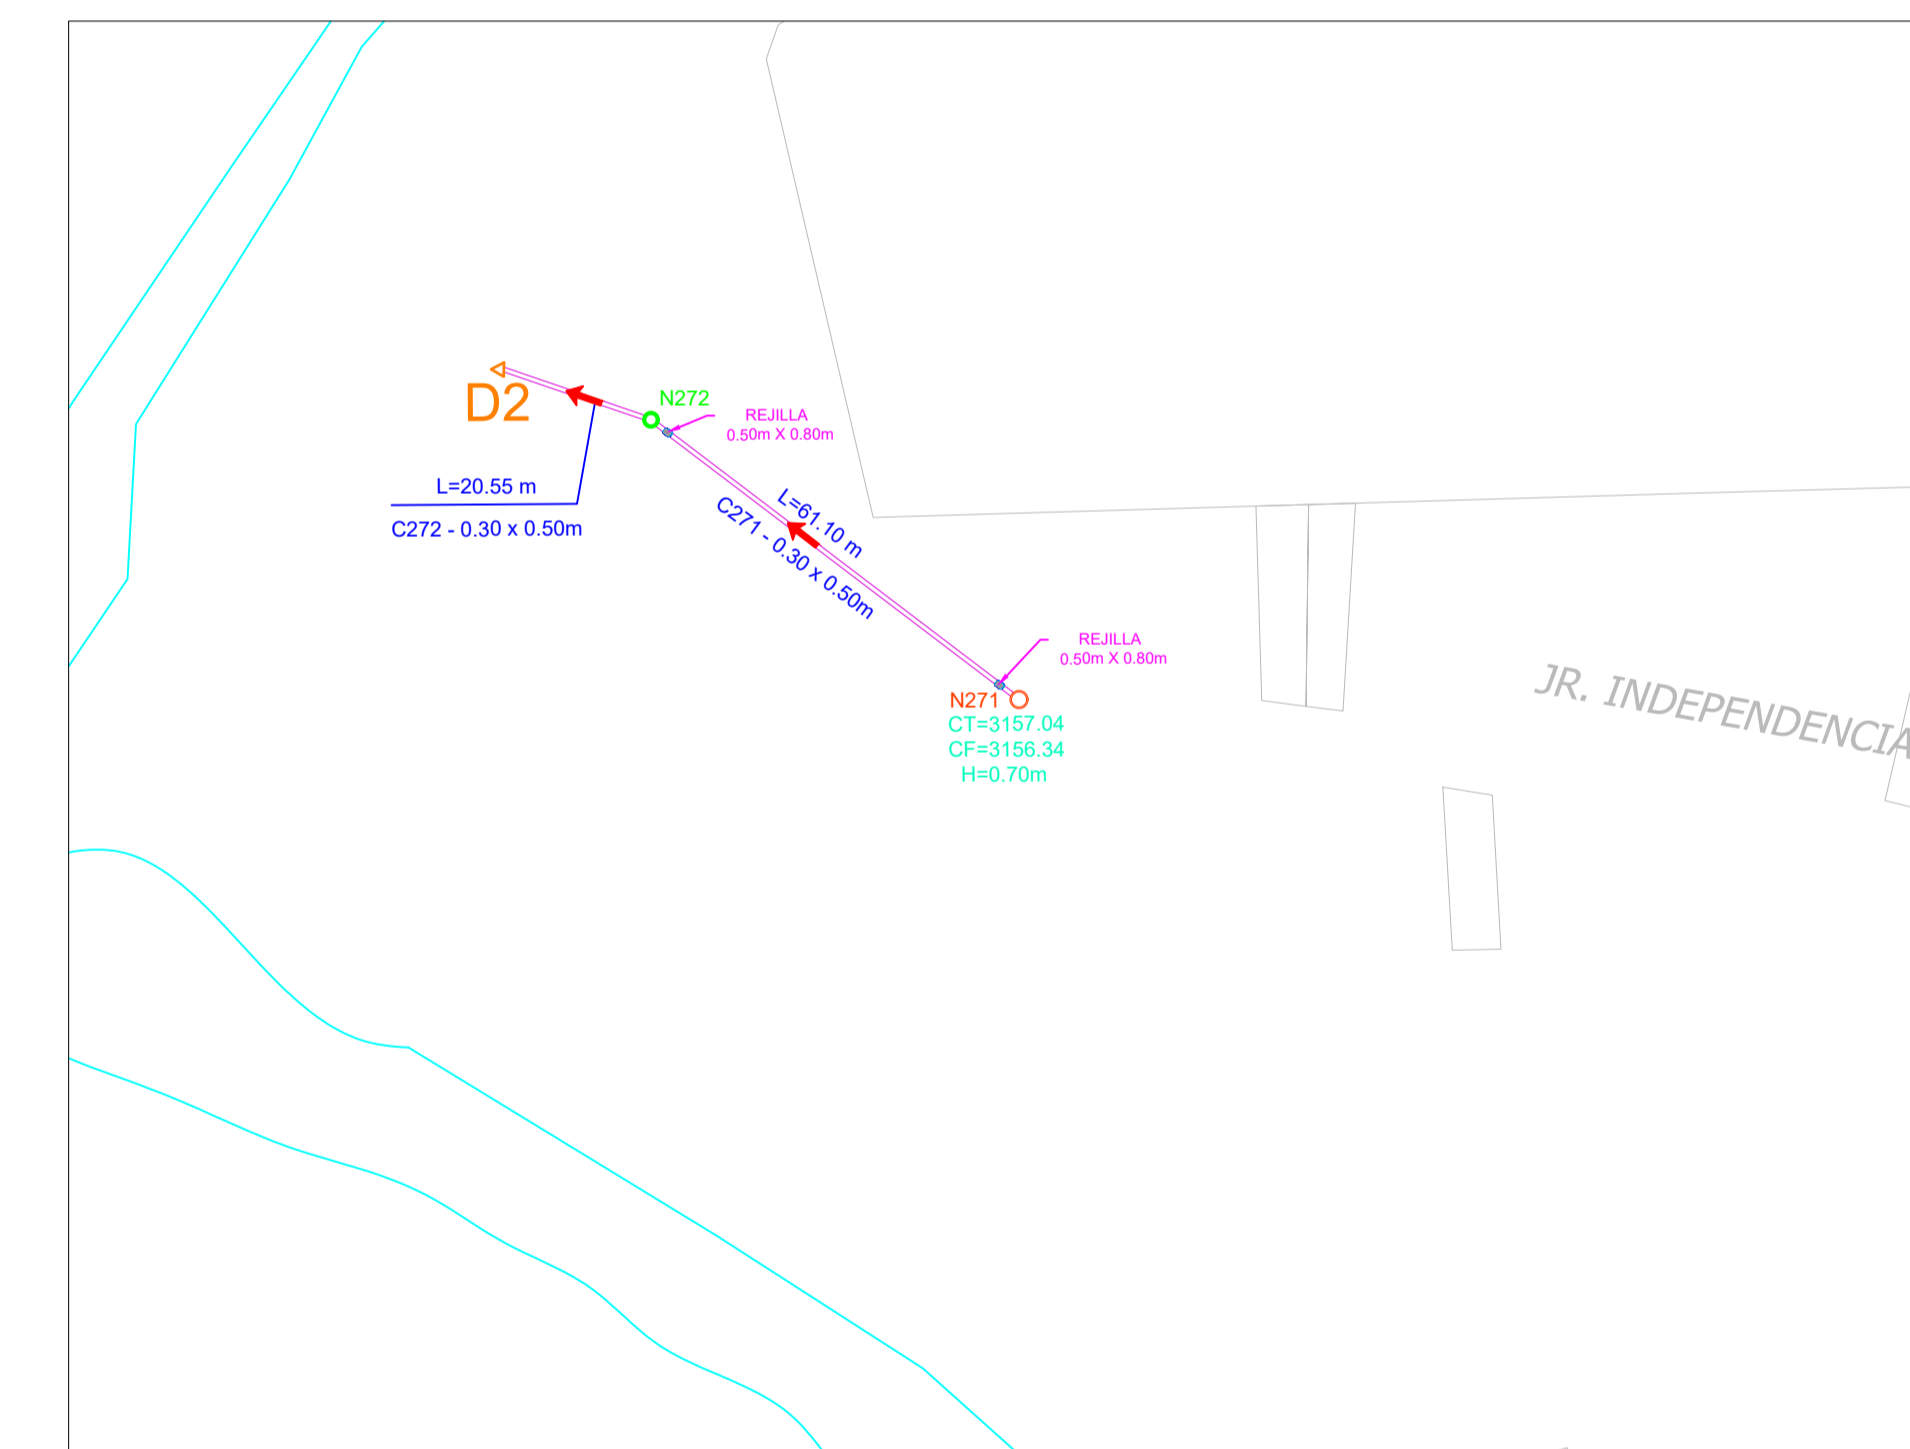 N272
D2
REJILLA
0.50m X 0.80m
L=20.55 m
C272 - 0.30 x 0.50m
L=61.10 m
C271 - 0.30 x 0.50m
REJILLA
0.50m X 0.80m
N271
CT=3157.04
CF=3156.34
H=0.70m
JR. INDEPENDENCIA